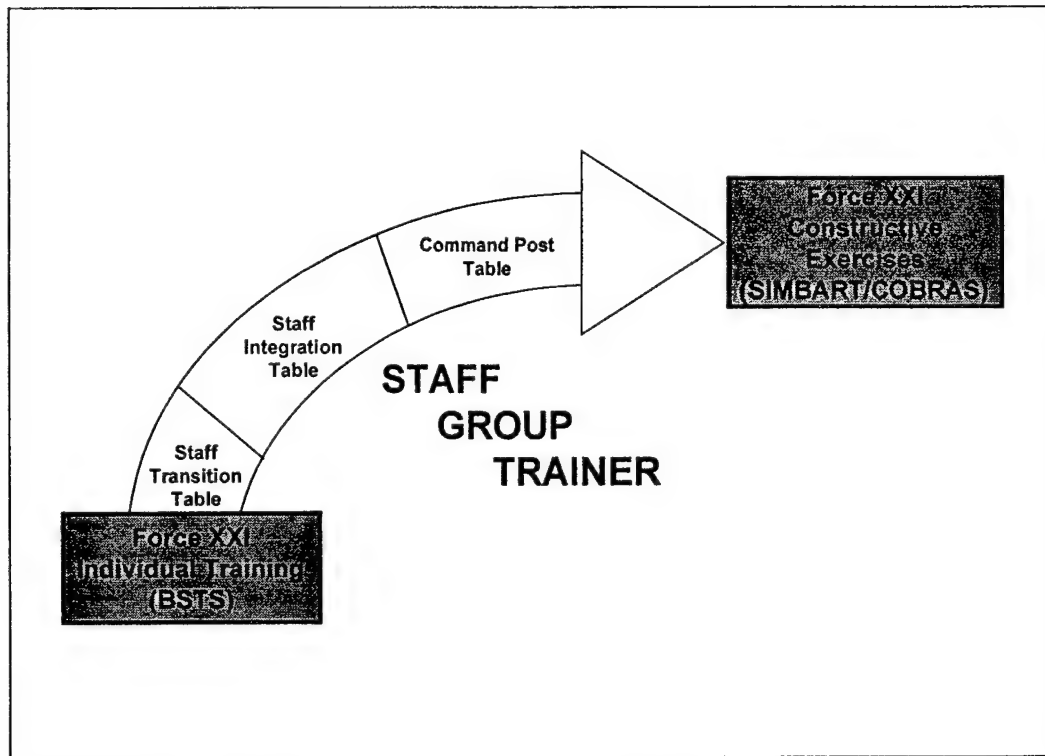 Force XXI
Constructive
Exercises
(SIMBART/COBRAS)
Command Post
Table
Staff
Integration
Table
STAFF
GROUP
TRAINER
Staff
Transition
Table
Force XXI
Individual Training
(BSTS)